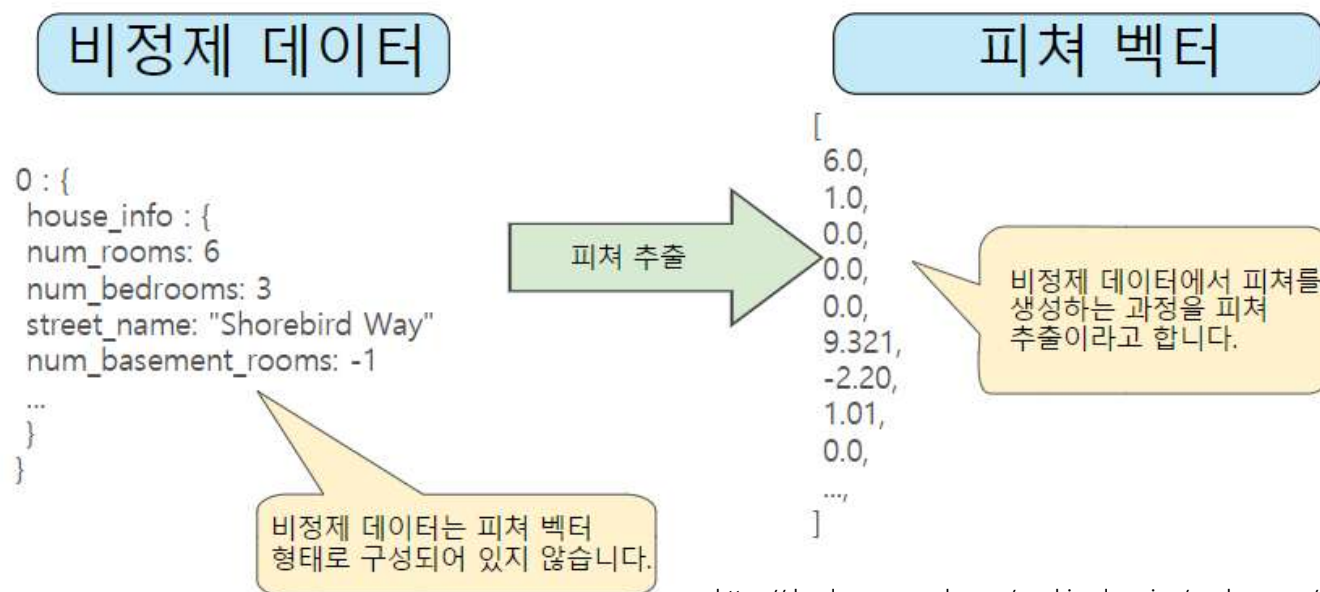 비정제 데이터
0 : {
house_info : {
num_rooms: 6
num_bedrooms: 3
street_name: "Shorebird Way"
num_basement_rooms: -1
...
}
}
비정제 데이터는 피쳐 벡터
형태로 구성되어 있지 않습니다.
피쳐 추출
피쳐 벡터
[
6.0,
1.0,
0.0,
0.0,
0.0,
9.321,
-2.20,
1.01,
0.0,
...,
]
비정제 데이터에서 피쳐를
생성하는 과정을 피쳐
추출이라고 합니다.